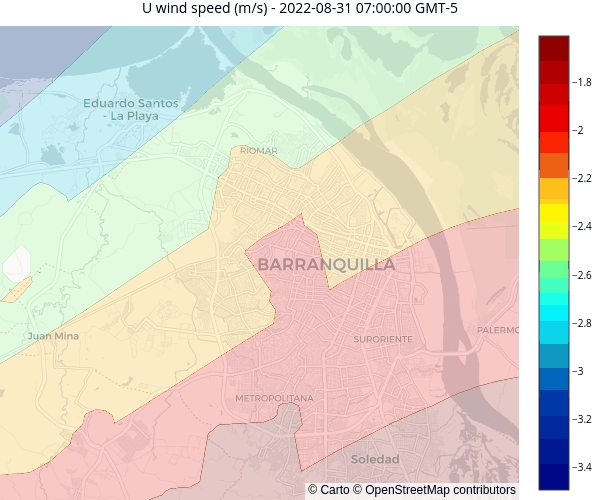 U wind speed (m/s) - 2022-08-31 07:00:00 GMT-5
Eduardo Santos
- La Playa
RIOMAR
BARRANQUILLA
Juan Mina
SURORIENTE
PALERMO
METROPOLITANA
Soledad
© Carto © OpenStreetMap contributors
−1.8
−2
−2.2
−2.4
−2.6
−2.8
−3
−3.2
−3.4